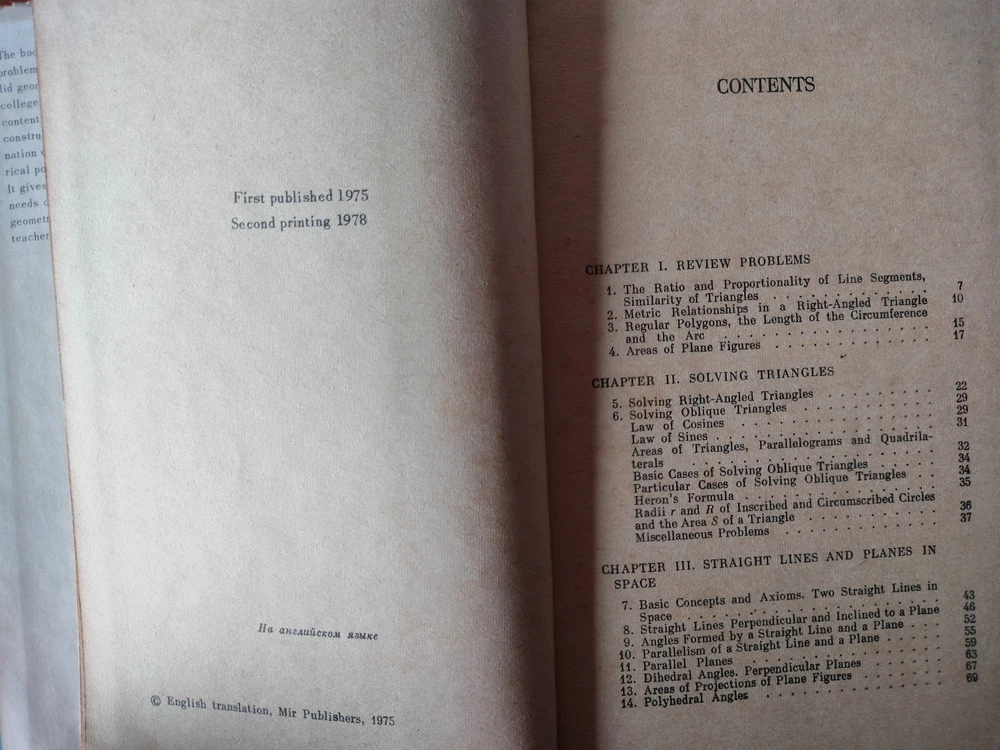 The
problem
college
content
constru
nation
rical
It gives
needs
geomet
teacher
First published 1975
Second printing 1978
На английском языке
© English translation, Mir Publishers, 1975
CONTENTS
CHAPTER I. REVIEW PROBLEMS
1. The Ratio and Proportionality of Line Segments,
Similarity of Triangles . . . . . . . . . . . . 7
2. Metric Relationships in a Right-Angled Triangle 10
3. Regular Polygons, the Length of the Circumference
and the Arc . . . . . . . . . . . . . . . 15
4. Areas of Plane Figures . . . . . . . . . . . . 17
CHAPTER II. SOLVING TRIANGLES
5. Solving Right-Angled Triangles . . . . . . . . 22
6. Solving Oblique Triangles . . . . . . . . . . 29
Law of Cosines . . . . . . . . . . . . . . 29
Law of Sines . . . . . . . . . . . . . . . 31
Areas of Triangles, Parallelograms and Quadrila-
terals . . . . . . . . . . . . . . . . . 32
Basic Cases of Solving Oblique Triangles . . . . 34
Particular Cases of Solving Oblique Triangles . . 34
Heron's Formula . . . . . . . . . . . . . 35
Radii r and R of Inscribed and Circumscribed Circles
and the Area S of a Triangle . . . . . . . . . 36
Miscellaneous Problems . . . . . . . . . . . 37
CHAPTER III. STRAIGHT LINES AND PLANES IN
SPACE
7. Basic Concepts and Axioms. Two Straight Lines in
Space . . . . . . . . . . . . . . . . . 43
8. Straight Lines Perpendicular and Inclined to a Plane 46
9. Angles Formed by a Straight Line and a Plane . . . 52
10. Parallelism of a Straight Line and a Plane . . . . 55
11. Parallel Planes . . . . . . . . . . . . . . 59
12. Dihedral Angles. Perpendicular Planes . . . . . 63
13. Areas of Projections of Plane Figures . . . . . . 67
14. Polyhedral Angles . . . . . . . . . . . . . 69